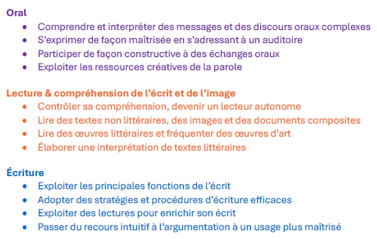 Oral
• Comprendre et interpréter des messages et des discours oraux complexes
• S'exprimer de façon maîtrisée en s'adressant à un auditoire
• Participer de façon constructive à des échanges oraux
• Exploiter les ressources créatives de la parole
Lecture & compréhension de l'écrit et de l'image
• Contrôler sa compréhension, devenir un lecteur autonome
• Lire des textes non littéraires, des images et des documents composites
• Lire des œuvres littéraires et fréquenter des œuvres d'art
• Élaborer une interprétation de textes littéraires
Écriture
• Exploiter les principales fonctions de l'écrit
• Adopter des stratégies et procédures d'écriture efficaces
• Exploiter des lectures pour enrichir son écrit
• Passer du recours intuitif à l'argumentation à un usage plus maîtrisé